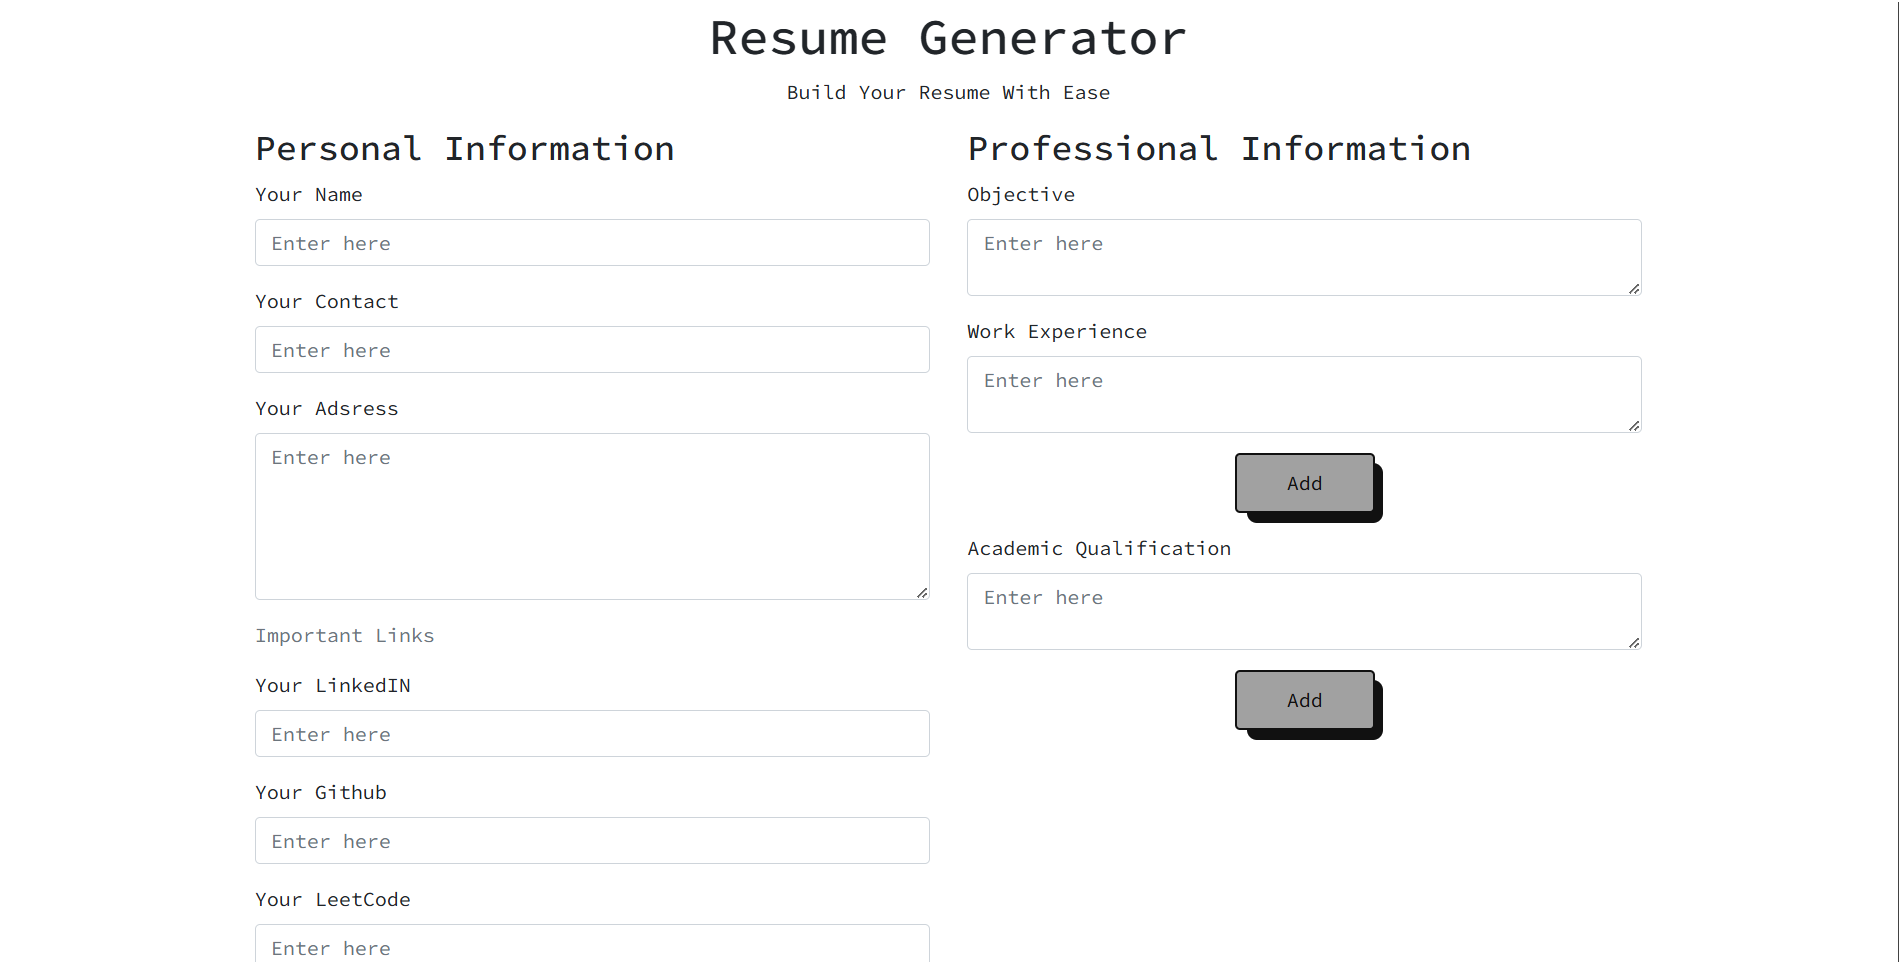 Resume Generator
Build Your Resume With Ease
Personal Information
Your Name
Enter here
Your Contact
Enter here
Your Adsress
Enter here
Important Links
Your LinkedIN
Enter here
Your Github
Enter here
Your LeetCode
Enter here
Professional Information
Objective
Enter here
Work Experience
Enter here
Add
Academic Qualification
Enter here
Add